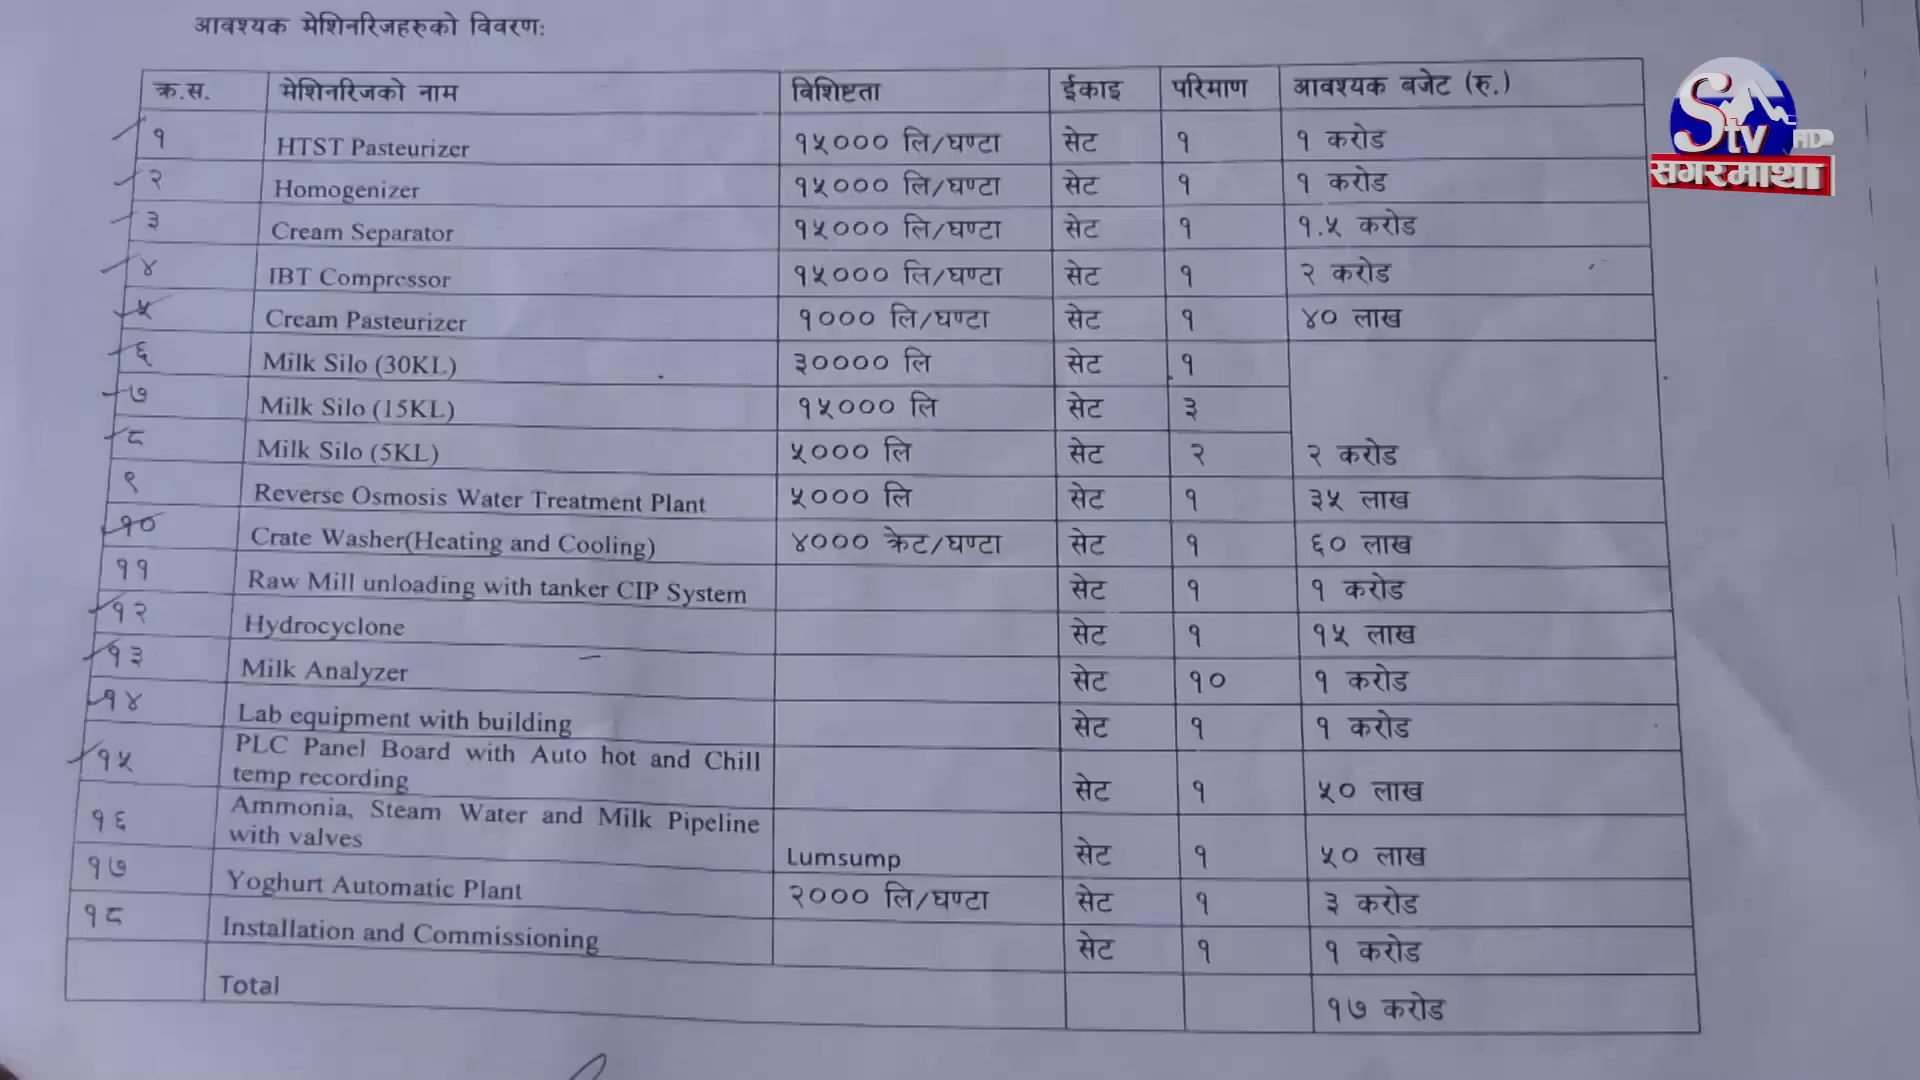 आवश्यक मेशिनरिजहरुको विवरणः
क्र.स. मेशिनरिजको नाम विशिष्टता ईकाइ परिमाण आवश्यक बजेट (रु.)
१ HTST Pasteurizer १५००० लि/घण्टा सेट १ १ करोड
२ Homogenizer १५००० लि/घण्टा सेट १ १ करोड
३ Cream Separator १५००० लि/घण्टा सेट १ १.५ करोड
४ IBT Compressor १५००० लि/घण्टा सेट १ २ करोड
५ Cream Pasteurizer १००० लि/घण्टा सेट १ ४० लाख
६ Milk Silo (30KL) ३०००० लि सेट १
७ Milk Silo (15KL) १५००० लि सेट ३
८ Milk Silo (5KL) ५००० लि सेट २ २ करोड
९ Reverse Osmosis Water Treatment Plant ५००० लि सेट १ ३५ लाख
१० Crate Washer(Heating and Cooling) ४००० क्रेट/घण्टा सेट १ ६० लाख
११ Raw Mill unloading with tanker CIP System सेट १ १ करोड
१२ Hydrocyclone सेट १ १५ लाख
१३ Milk Analyzer सेट १० १ करोड
१४ Lab equipment with building सेट १ १ करोड
१५ PLC Panel Board with Auto hot and Chill
temp recording सेट १ ५० लाख
१६ Ammonia, Steam Water and Milk Pipeline
with valves Lumsump सेट १ ५० लाख
१७ Yoghurt Automatic Plant २००० लि/घण्टा सेट १ ३ करोड
१८ Installation and Commissioning सेट १ १ करोड
Total १७ करोड
Stv HD
सगरमाथा